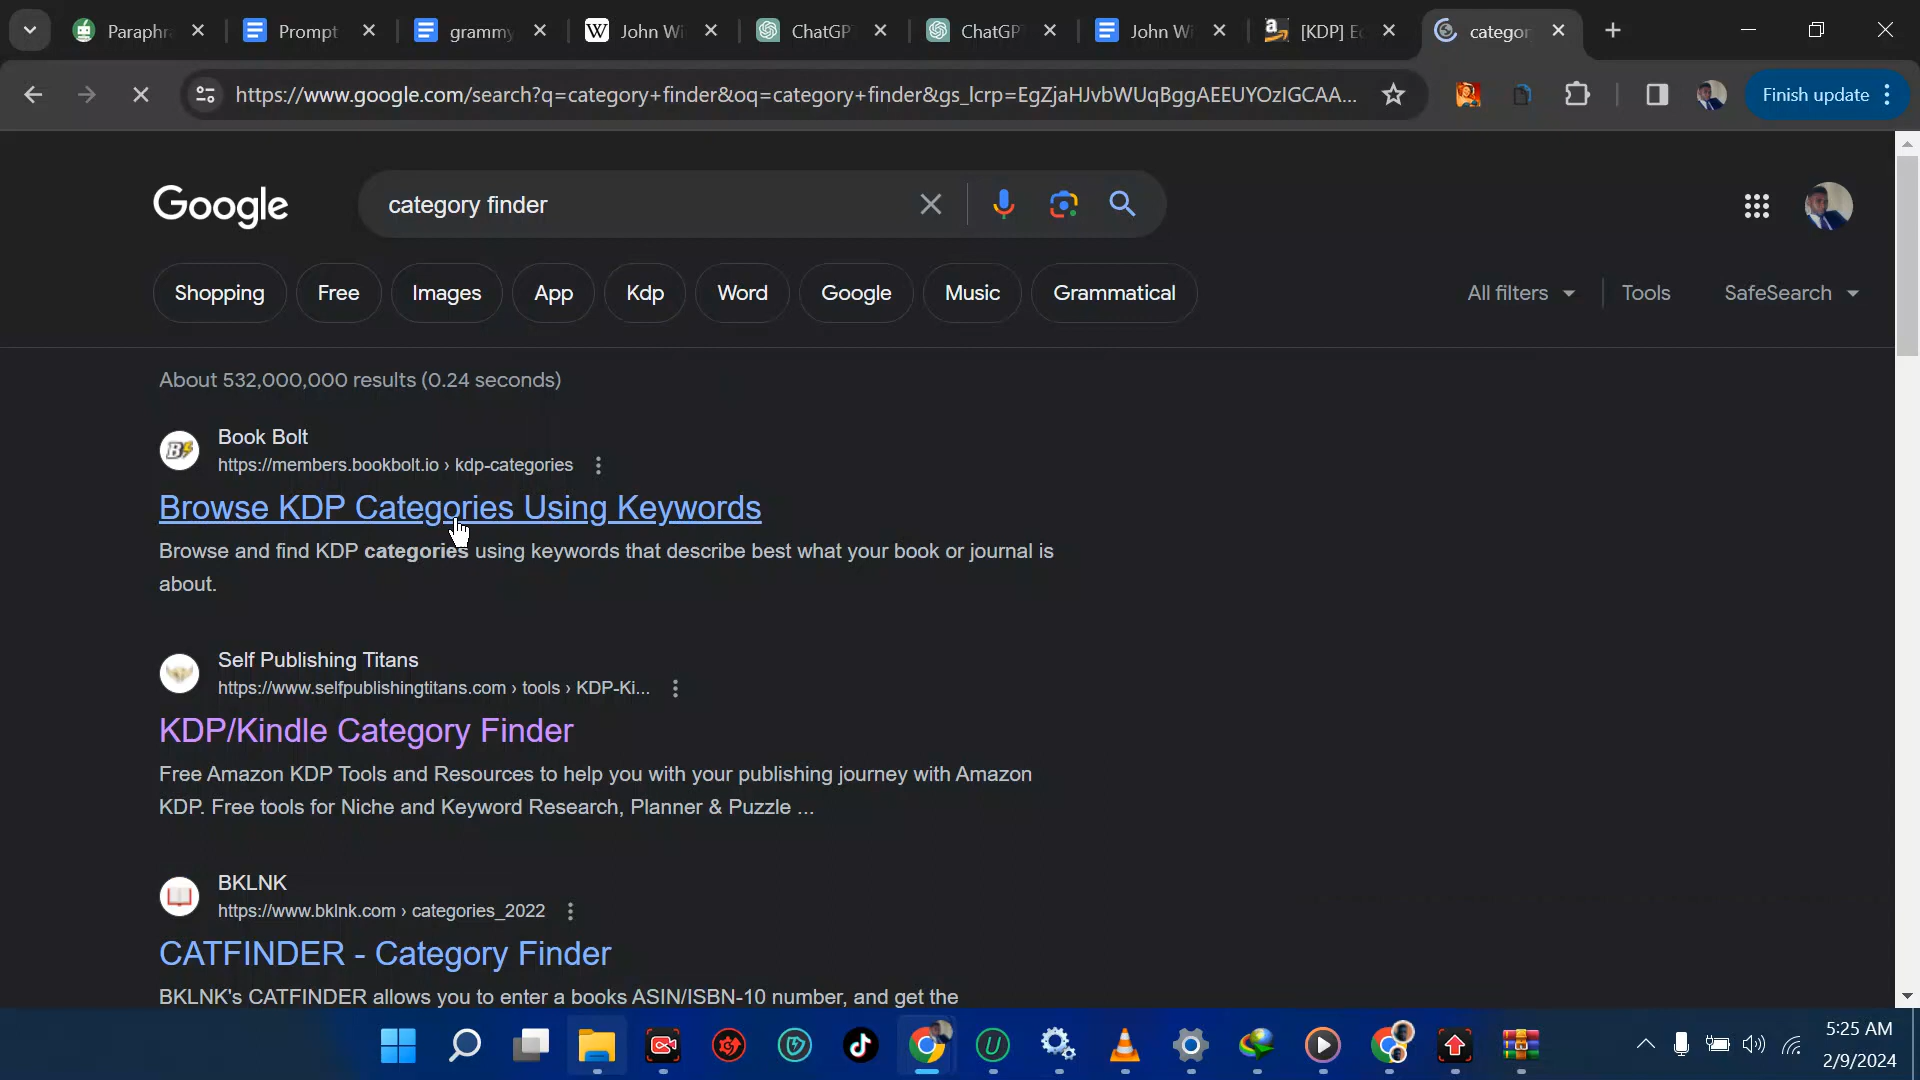 Paraphr
Prompt
grammy
John Wi
ChatGP
ChatGP
John Wi
[KDP] E
categor
https://www.google.com/search?q=category+finder&oq=category+finder&gs_lcrp=EgZjaHJvbWUqBggAEEUYOzIGCAA...
Finish update
Google
category finder
Shopping
Free
Images
App
Kdp
Word
Google
Music
Grammatical
All filters
Tools
SafeSearch
About 532,000,000 results (0.24 seconds)
Book Bolt
https://members.bookbolt.io › kdp-categories
Browse KDP Categories Using Keywords
Browse and find KDP categories using keywords that describe best what your book or journal is
about.
Self Publishing Titans
https://www.selfpublishingtitans.com › tools › KDP-Ki...
KDP/Kindle Category Finder
Free Amazon KDP Tools and Resources to help you with your publishing journey with Amazon
KDP. Free tools for Niche and Keyword Research, Planner & Puzzle ...
BKLNK
https://www.bklnk.com › categories_2022
CATFINDER - Category Finder
BKLNK's CATFINDER allows you to enter a books ASIN/ISBN-10 number, and get the
5:25 AM
2/9/2024